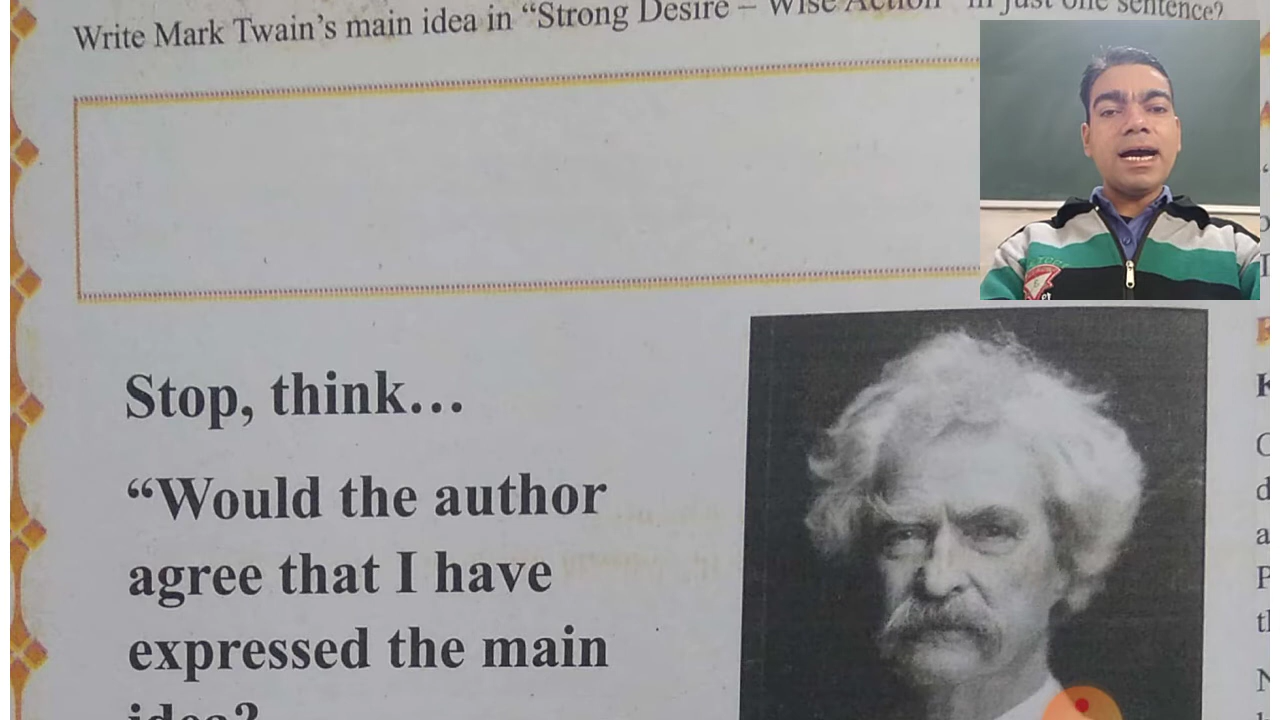 Write Mark Twain's main idea in “Strong Desire – Wise Action” in just one sentence?
Stop, think...
“Would the author
agree that I have
expressed the main
idea?